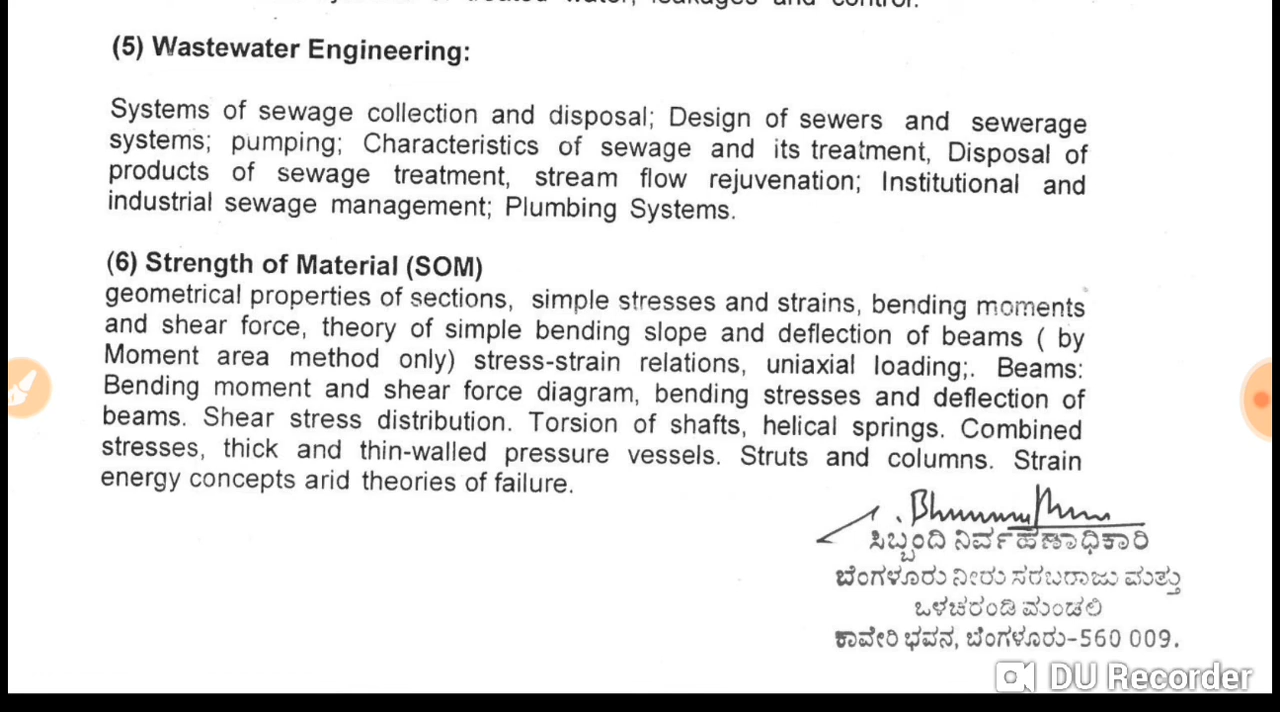 treated water, leakages and control.
(5) Wastewater Engineering:
Systems of sewage collection and disposal; Design of sewers and sewerage
systems; pumping; Characteristics of sewage and its treatment, Disposal of
products of sewage treatment, stream flow rejuvenation; Institutional and
industrial sewage management; Plumbing Systems.
(6) Strength of Material (SOM)
geometrical properties of sections, simple stresses and strains, bending moments
and shear force, theory of simple bending slope and deflection of beams ( by
Moment area method only) stress-strain relations, uniaxial loading;. Beams:
Bending moment and shear force diagram, bending stresses and deflection of
beams. Shear stress distribution. Torsion of shafts, helical springs. Combined
stresses, thick and thin-walled pressure vessels. Struts and columns. Strain
energy concepts arid theories of failure.
ಸಿಬ್ಬಂದಿ ನಿರ್ವಹಣಾಧಿಕಾರಿ
ಬೆಂಗಳೂರು ನೀರು ಸರಬರಾಜು ಮತ್ತು
ಒಳಚರಂಡಿ ಮಂಡಲಿ
ಕಾವೇರಿ ಭವನ, ಬೆಂಗಳೂರು-560 009.
DU Recorder